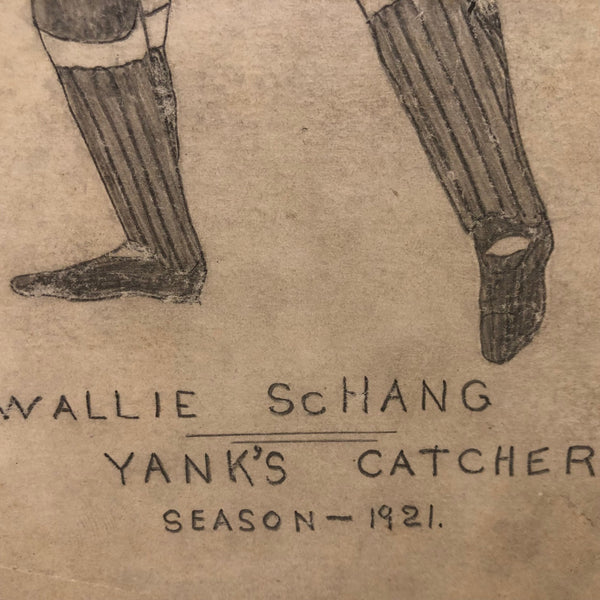 WALLIE ScHANG
YANK'S CATCHER
SEASON – 1921.